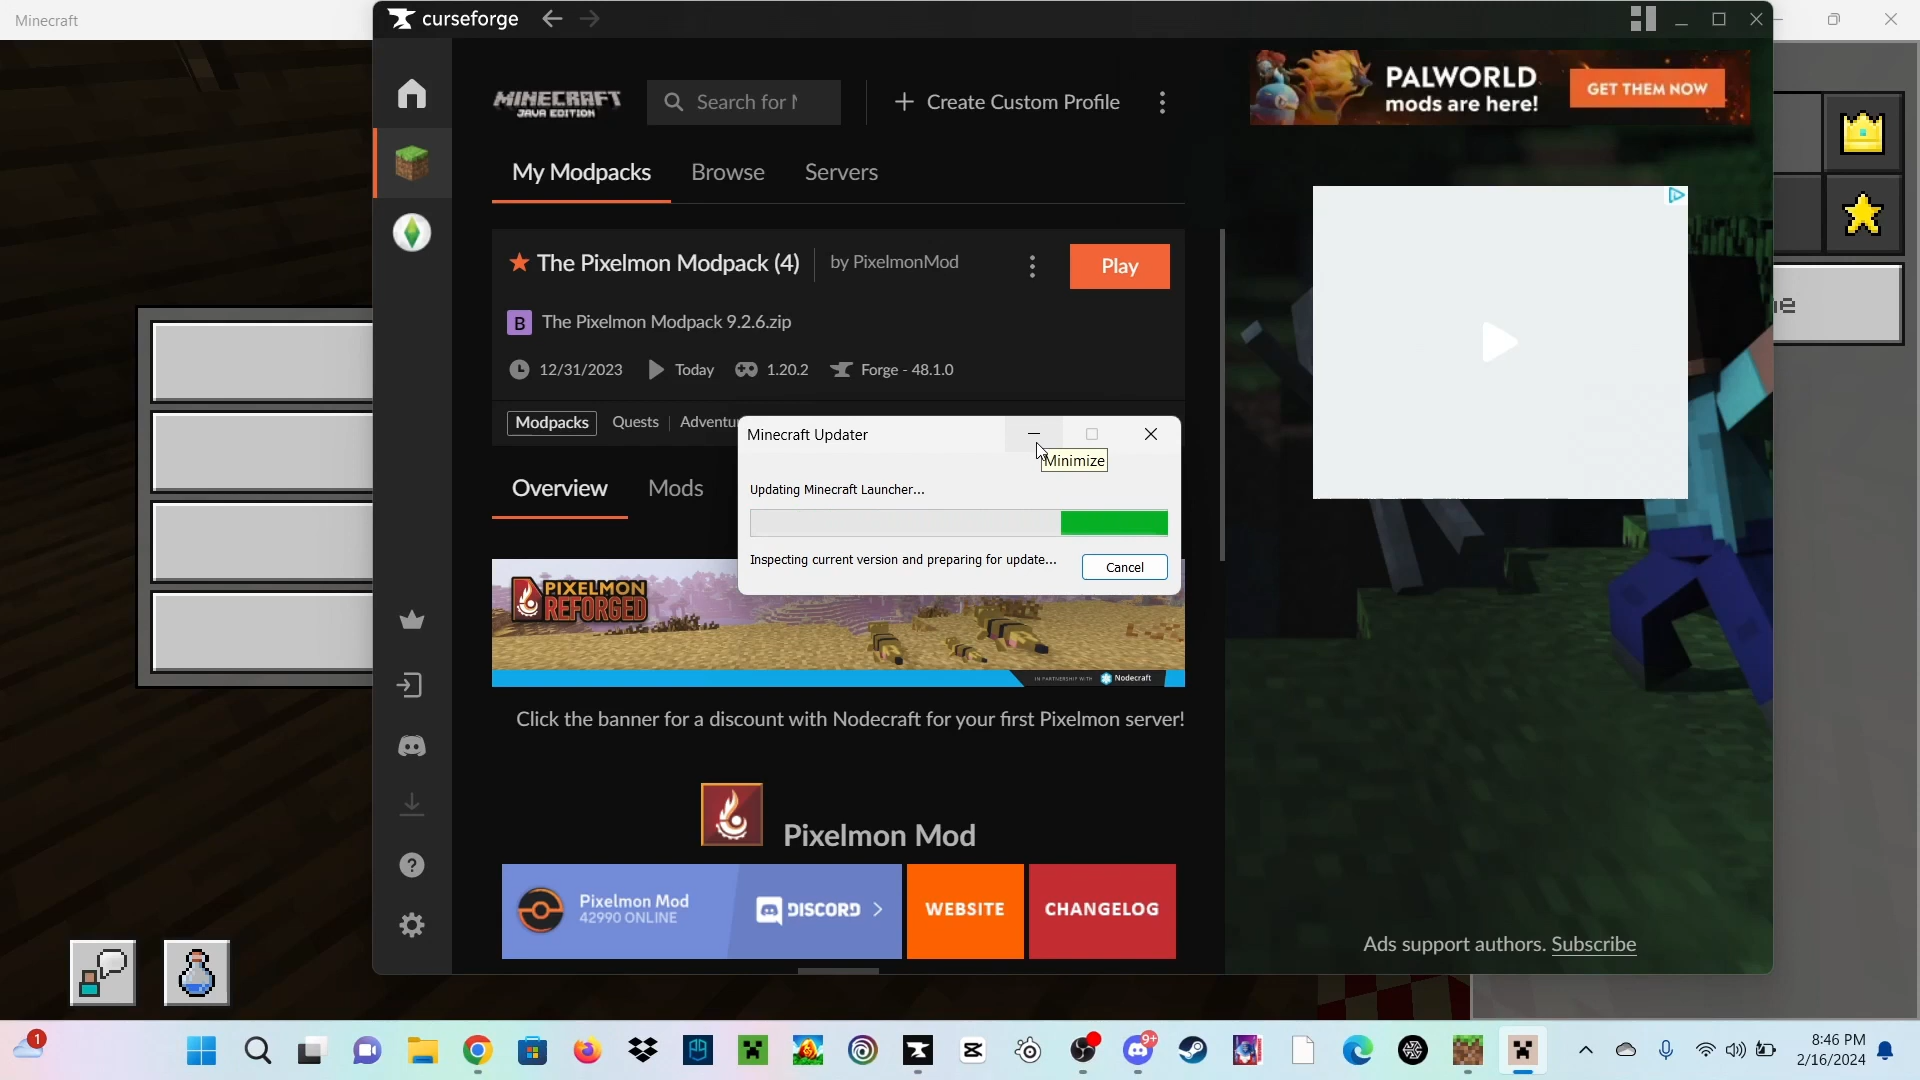 Minecraft
curseforge
MINECRAFT
JAVA EDITION
Search for
Create Custom Profile
PALWORLD
mods are here!
GET THEM NOW
My Modpacks
Browse
Servers
The Pixelmon Modpack (4)
by PixelmonMod
Play
B
The Pixelmon Modpack 9.2.6.zip
12/31/2023
Today
1.20.2
Forge - 48.1.0
Modpacks
Quests
Minecraft Updater
Minimize
Updating Minecraft Launcher...
Inspecting current version and preparing for update...
Cancel
Overview
Mods
PIXELMON
REFORGED
IN PARTNERSHIP WITH
Nodecraft
Click the banner for a discount with Nodecraft for your first Pixelmon server!
Pixelmon Mod
Pixelmon Mod
42990 ONLINE
DISCORD
WEBSITE
CHANGELOG
Ads support authors. Subscribe
1
9+
8:46 PM
2/16/2024